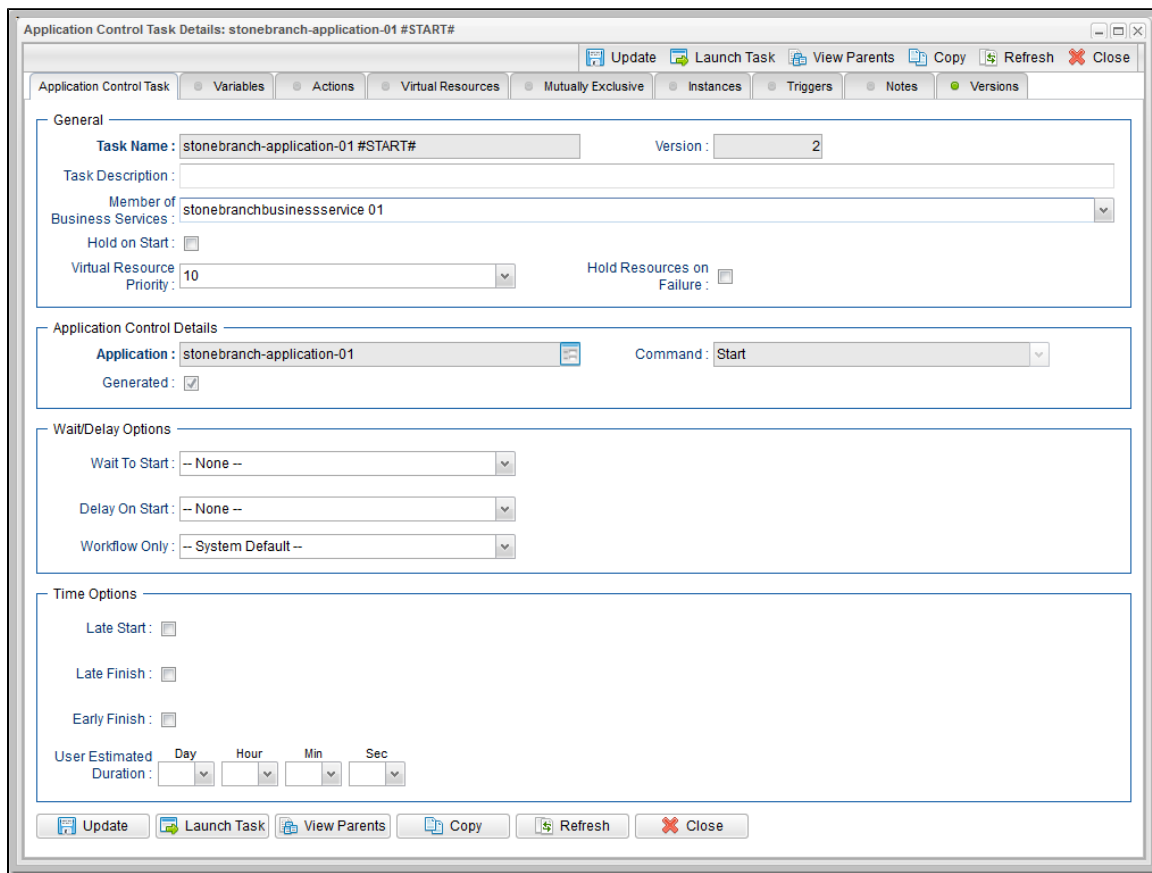 Application Control Task Details: stonebranch-application-01 #START#
Update Launch Task View Parents Copy Refresh Close
Application Control Task Variables Actions Virtual Resources Mutually Exclusive Instances Triggers Notes Versions
General
Task Name : stonebranch-application-01 #START# Version : 2
Task Description :
Member of
Business Services : stonebranchbusinessservice 01
Hold on Start :
Virtual Resource
Priority : 10
Hold Resources on
Failure :
Application Control Details
Application : stonebranch-application-01 Command : Start
Generated :
Wait/Delay Options
Wait To Start : -- None --
Delay On Start : -- None --
Workflow Only : -- System Default --
Time Options
Late Start :
Late Finish :
Early Finish :
User Estimated
Duration :
Day Hour Min Sec
Update Launch Task View Parents Copy Refresh Close